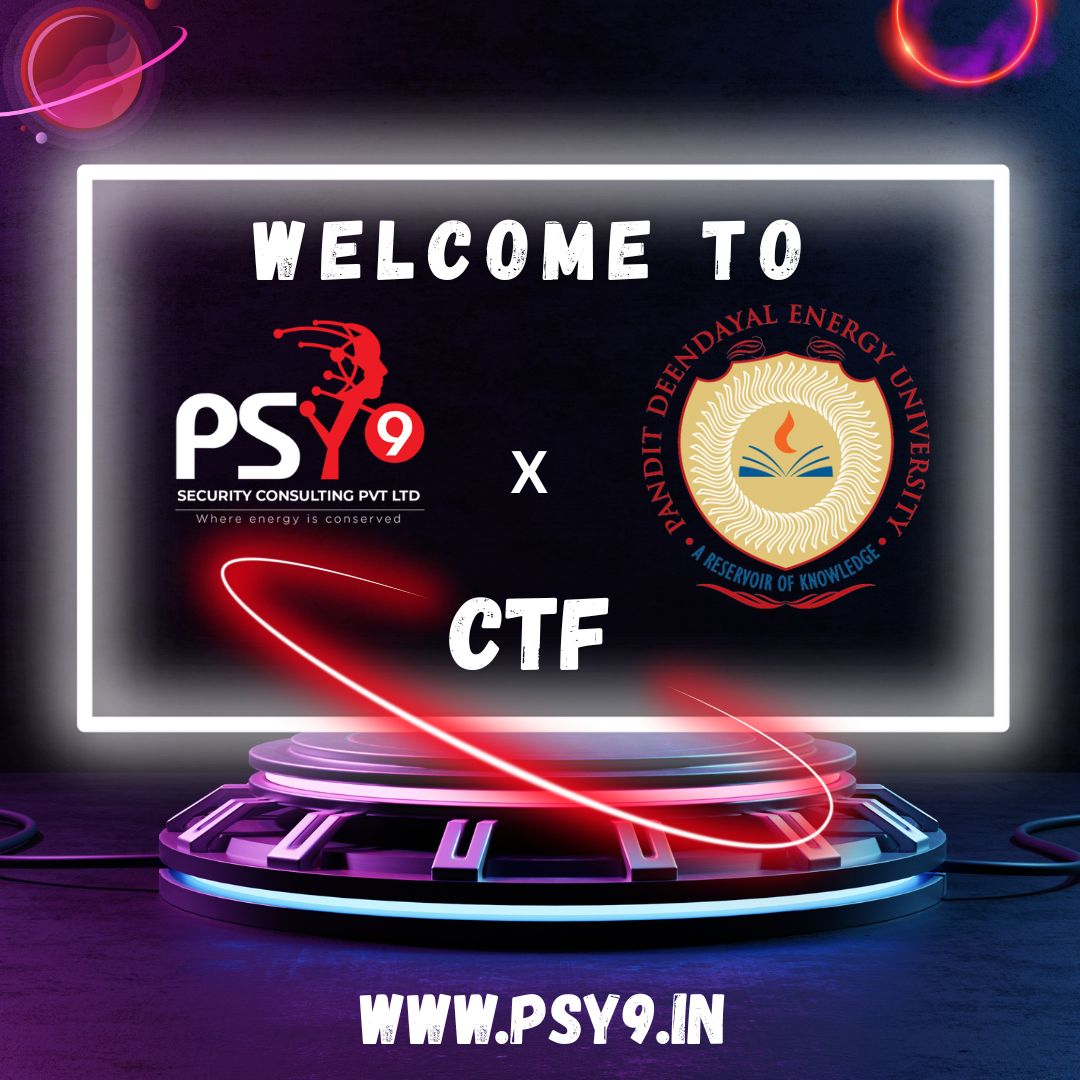 WELCOME TO
PSY9
SECURITY CONSULTING PVT LTD
Where energy is conserved
X
PANDIT DEENDAYAL ENERGY UNIVERSITY
A RESERVOIR OF KNOWLEDGE
CTF
WWW.PSY9.IN